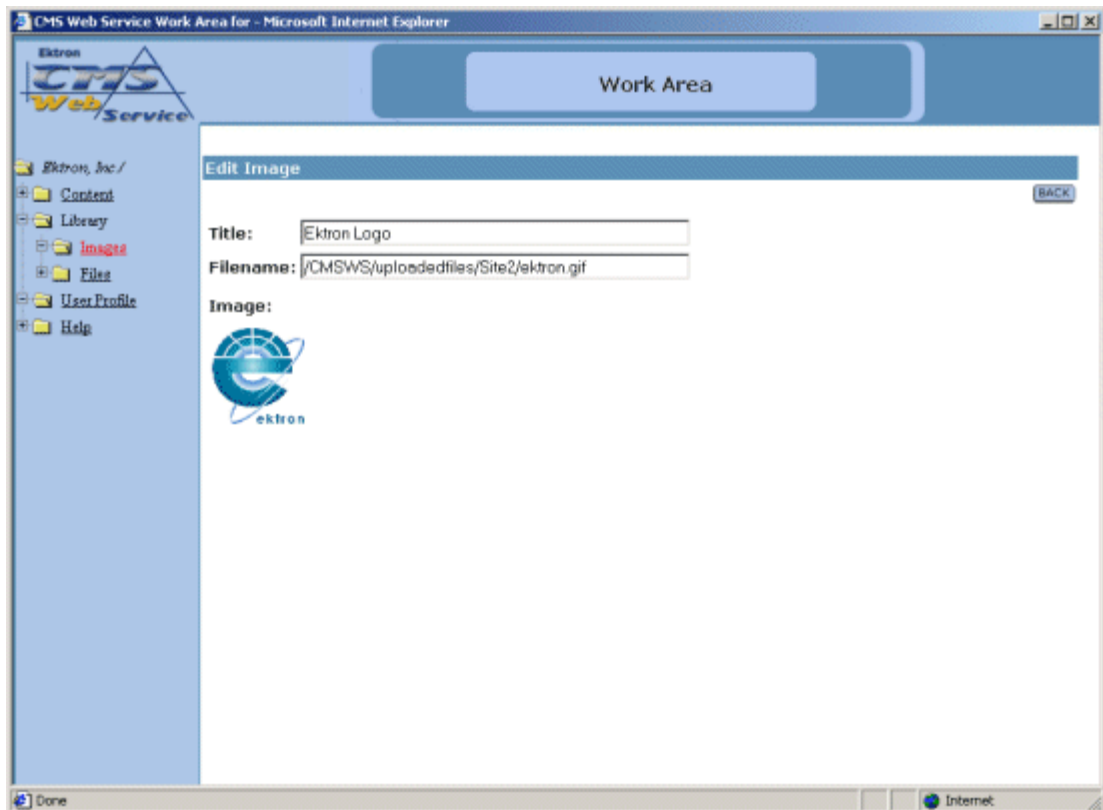 CMS Web Service Work Area for - Microsoft Internet Explorer
Ektron
CMS
Web
Service
Work Area
Ektron, Inc /
Content
Library
Images
Files
User Profile
Help
Edit Image
BACK
Title: Ektron Logo
Filename: /CMSWS/uploadedfiles/Site2/ektron.gif
Image:
ektron
Done
Internet